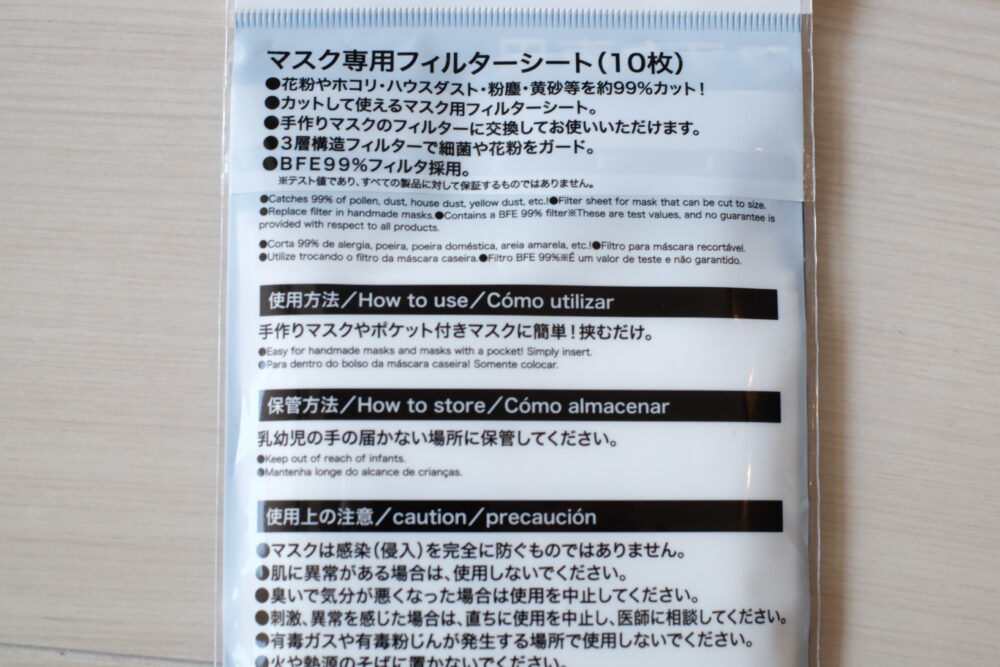 マスク専用フィルターシート（10枚）
●花粉やホコリ・ハウスダスト・粉塵・黄砂等を約99％カット！
●カットして使えるマスク用フィルターシート。
●手作りマスクのフィルターに交換してお使いいただけます。
●3層構造フィルターで細菌や花粉をガード。
●BFE99％フィルタ採用。
※テスト値であり、すべての製品に対して保証するものではありません。
●Catches 99% of pollen, dust, house dust, yellow dust, etc.!●Filter sheet for mask that can be cut to size.
●Replace filter in handmade masks.●Contains a BFE 99% filter※These are test values, and no guarantee is
provided with respect to all products.
●Corta 99% de alergia, poeira, poeira doméstica, areia amarela, etc.!●Filtro para máscara recortável.
●Utilize trocando o filtro da máscara caseira.●Filtro BFE 99%※É um valor de teste e não garantido.
使用方法／How to use／Cómo utilizar
手作りマスクやポケット付きマスクに簡単！挟むだけ。
●Easy for handmade masks and masks with a pocket! Simply insert.
●Para dentro do bolso da máscara caseira! Somente colocar.
保管方法／How to store／Cómo almacenar
乳幼児の手の届かない場所に保管してください。
●Keep out of reach of infants.
●Mantenha longe do alcance de crianças.
使用上の注意／caution／precaución
●マスクは感染（侵入）を完全に防ぐものではありません。
●肌に異常がある場合は、使用しないでください。
●臭いで気分が悪くなった場合は使用を中止してください。
●刺激、異常を感じた場合は、直ちに使用を中止し、医師に相談してください。
●有毒ガスや有毒粉じんが発生する場所で使用しないでください。
●火や熱源のそばに置かないでください。